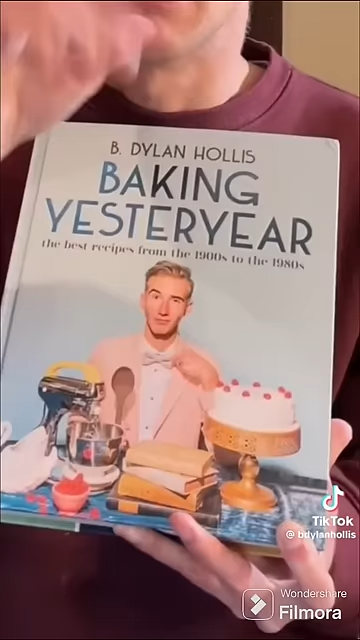 B. DYLAN HOLLIS
BAKING
YESTERYEAR
the best recipes from the 1900s to the 1980s
TikTok
@bdylanhollis
Wondershare
Filmora